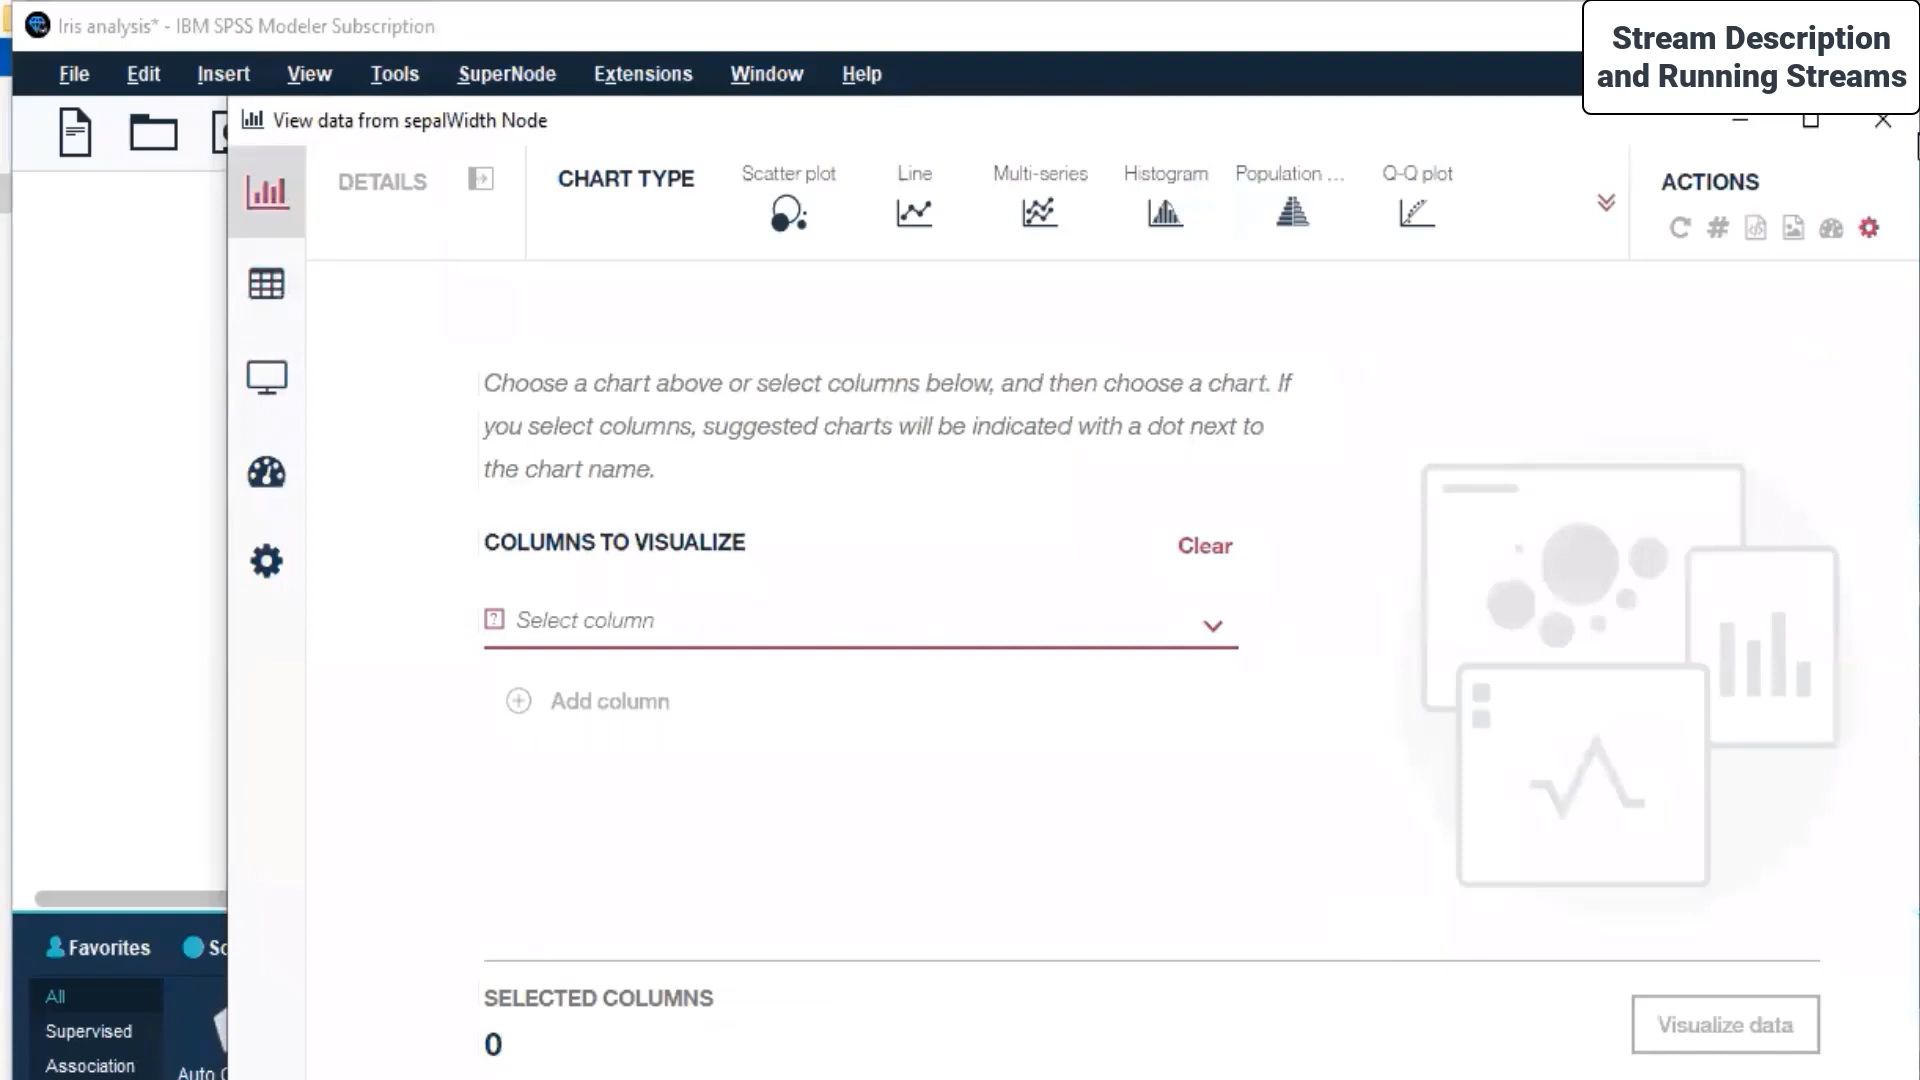 Iris analysis* - IBM SPSS Modeler Subscription
Stream Description
and Running Streams
File Edit Insert View Tools SuperNode Extensions Window Help
View data from sepalWidth Node
DETAILS
CHART TYPE
Scatter plot Line Multi-series Histogram Population ... Q-Q plot
ACTIONS
Choose a chart above or select columns below, and then choose a chart. If
you select columns, suggested charts will be indicated with a dot next to
the chart name.
COLUMNS TO VISUALIZE
Clear
Select column
Add column
SELECTED COLUMNS
0
Visualize data
Favorites
All
Supervised
Association
Auto